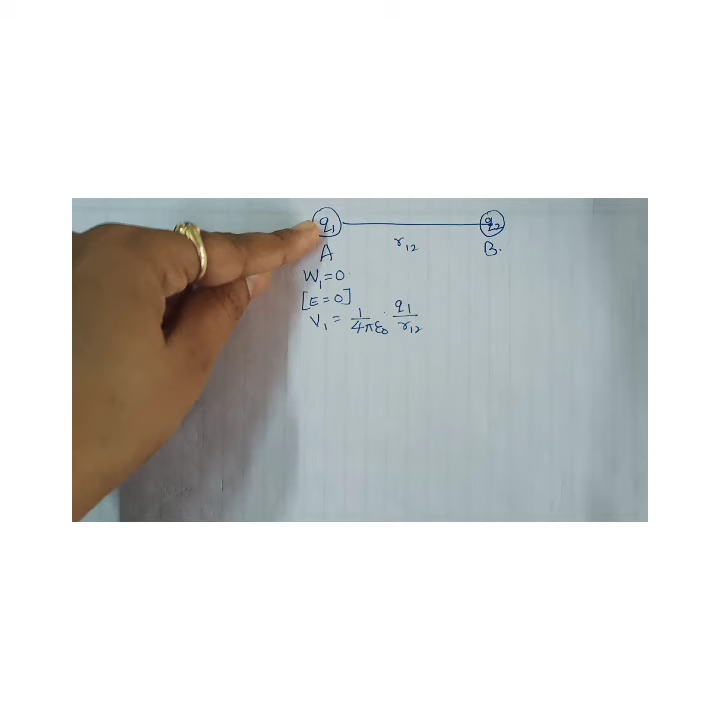 q₁ q₂
A r₁₂ B.
W₁ = 0.
[E = 0]
V₁ = 1/4πε₀ · q₁/r₁₂